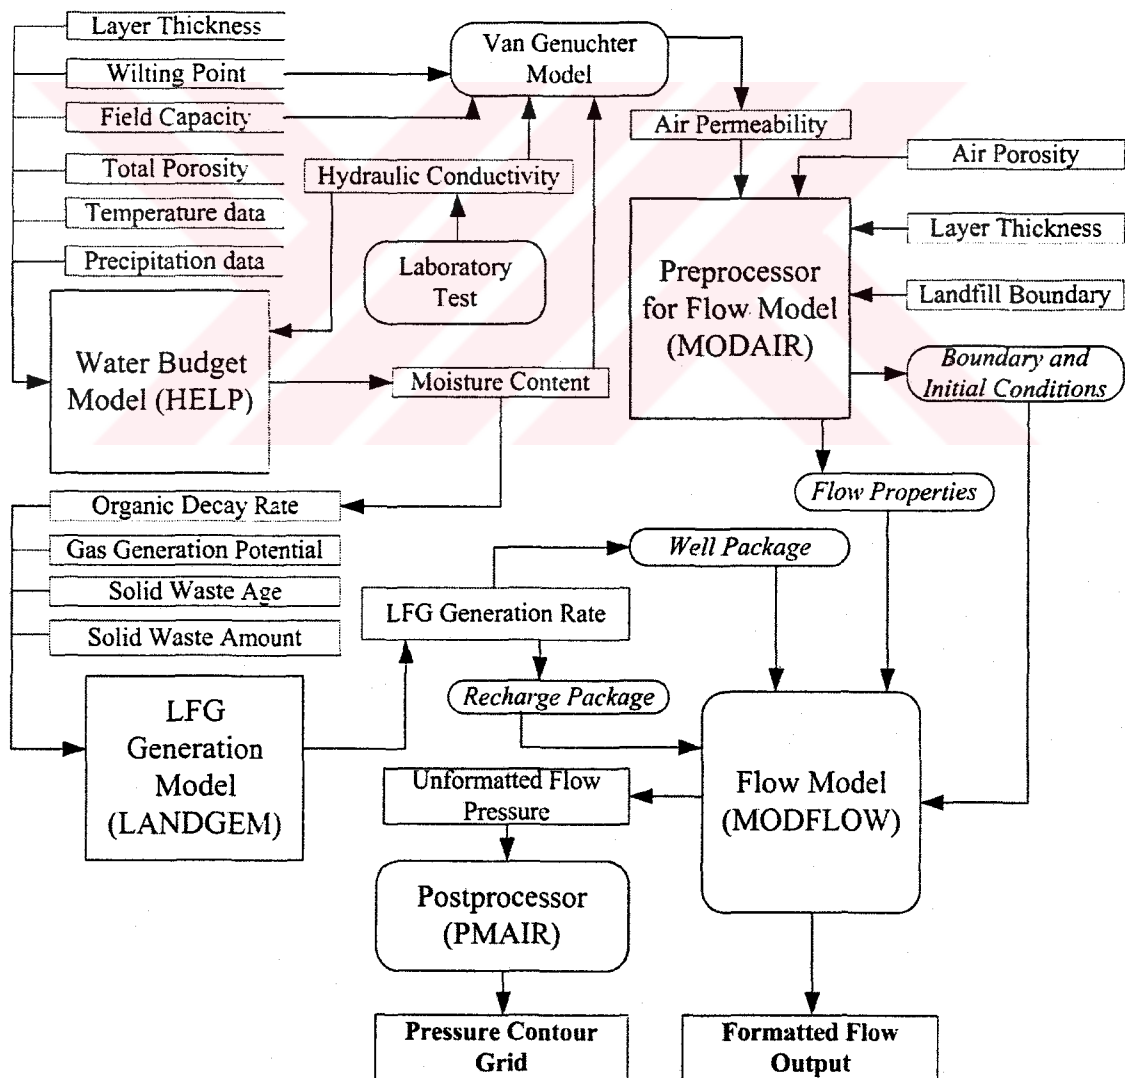 Layer Thickness
Wilting Point
Field Capacity
Total Porosity
Temperature data
Precipitation data
Van Genuchter
Model
Air Permeability
Air Porosity
Hydraulic Conductivity
Laboratory
Test
Layer Thickness
Landfill Boundary
Preprocessor
for Flow Model
(MODAIR)
Water Budget
Model (HELP)
Moisture Content
Boundary and
Initial Conditions
Flow Properties
Organic Decay Rate
Gas Generation Potential
Solid Waste Age
Solid Waste Amount
Well Package
LFG Generation Rate
Recharge Package
LFG
Generation
Model
(LANDGEM)
Unformatted Flow
Pressure
Flow Model
(MODFLOW)
Postprocessor
(PMAIR)
Pressure Contour
Grid
Formatted Flow
Output